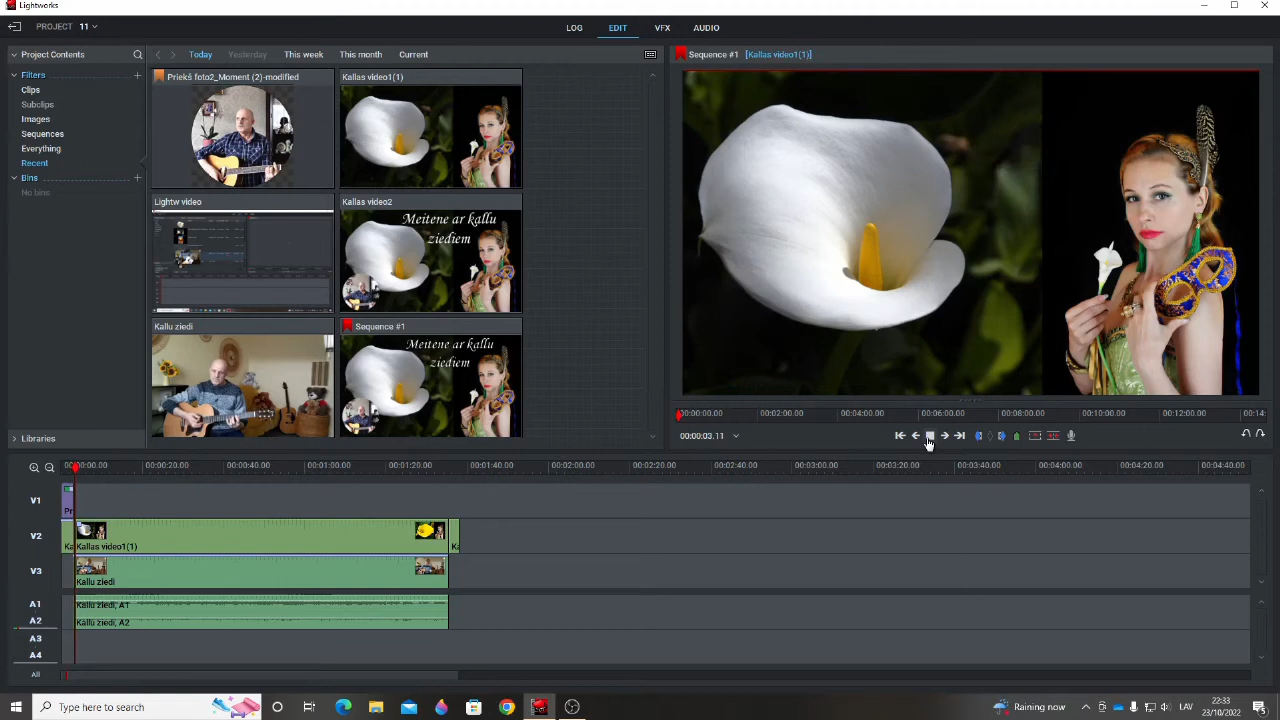 Lightworks
PROJECT 11
LOG
EDIT
VFX
AUDIO
Project Contents
Today
Yesterday
This week
This month
Current
Sequence #1 [Kallas video1(1)]
Filters
Clips
Subclips
Images
Sequences
Everything
Recent
Bins
No bins
Libraries
Priekš foto2_Moment (2)-modified
Kallas video1(1)
Lightw video
Kallas video2
Meitene ar kallu
ziediem
Kallu ziedi
Sequence #1
Meitene ar kallu
ziediem
00:00:00.00 00:02:00.00 00:04:00.00 00:06:00.00 00:08:00.00 00:10:00.00 00:12:00.00 00:14:
00:00:03.11
00:00:00.00 00:00:20.00 00:00:40.00 00:01:00.00 00:01:20.00 00:01:40.00 00:02:00.00 00:02:20.00 00:02:40.00 00:03:00.00 00:03:20.00 00:03:40.00 00:04:00.00 00:04:20.00 00:04:40.00
V1
Pr
V2
Ka Kallas video1(1)
Ka
V3
Kallu ziedi
A1
Kallu ziedi, A1
A2
Kallu ziedi, A2
A3
A4
All
Type here to search
Raining now
LAV
22:33
23/10/2022